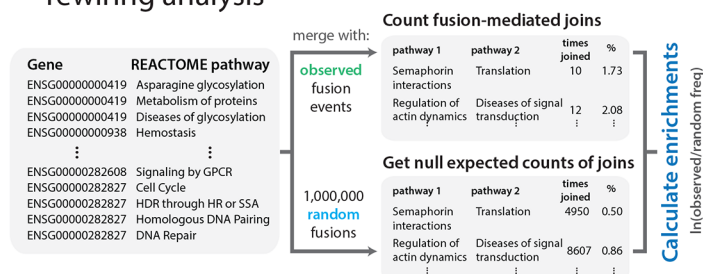 rewiring analysis
Gene REACTOME pathway
ENSG00000000419 Asparagine glycosylation
ENSG00000000419 Metabolism of proteins
ENSG00000000419 Diseases of glycosylation
ENSG00000000938 Hemostasis
⋮ ⋮
ENSG00000282608 Signaling by GPCR
ENSG00000282827 Cell Cycle
ENSG00000282827 HDR through HR or SSA
ENSG00000282827 Homologous DNA Pairing
ENSG00000282827 DNA Repair
merge with:
observed
fusion
events
1,000,000
random
fusions
Count fusion-mediated joins
pathway 1 pathway 2 times joined %
Semaphorin interactions Translation 10 1.73
Regulation of actin dynamics Diseases of signal transduction 12 2.08
⋮ ⋮ ⋮ ⋮
Get null expected counts of joins
pathway 1 pathway 2 times joined %
Semaphorin interactions Translation 4950 0.50
Regulation of actin dynamics Diseases of signal transduction 8607 0.86
⋮ ⋮ ⋮ ⋮
Calculate enrichments
ln(observed/random freq)